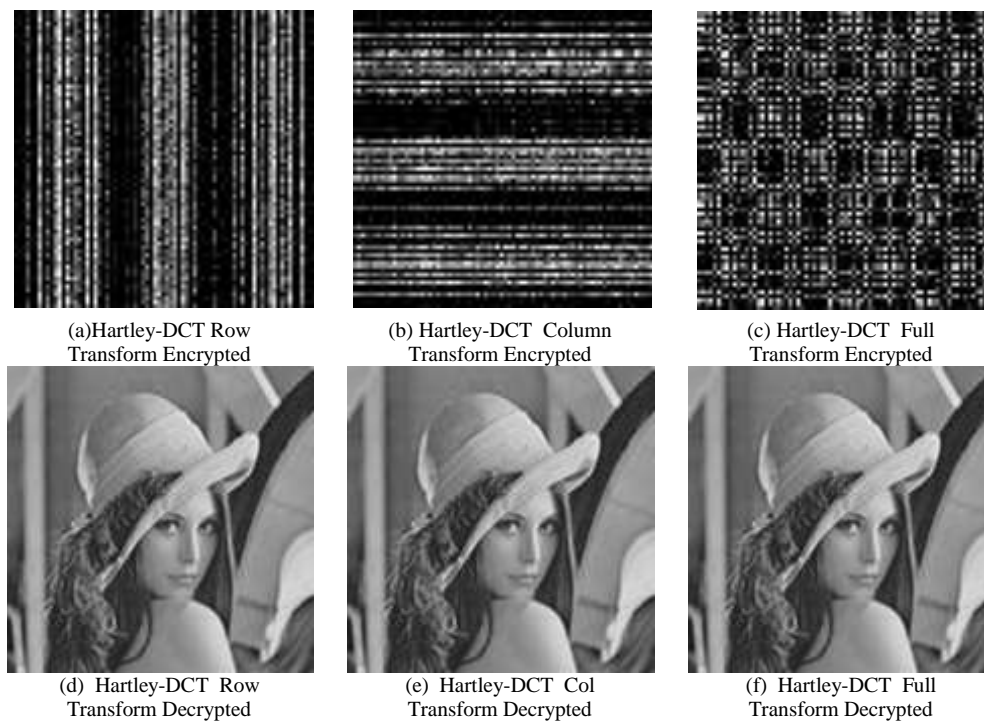 (a)Hartley-DCT Row
Transform Encrypted
(b) Hartley-DCT Column
Transform Encrypted
(c) Hartley-DCT Full
Transform Encrypted
(d) Hartley-DCT Row
Transform Decrypted
(e) Hartley-DCT Col
Transform Decrypted
(f) Hartley-DCT Full
Transform Decrypted